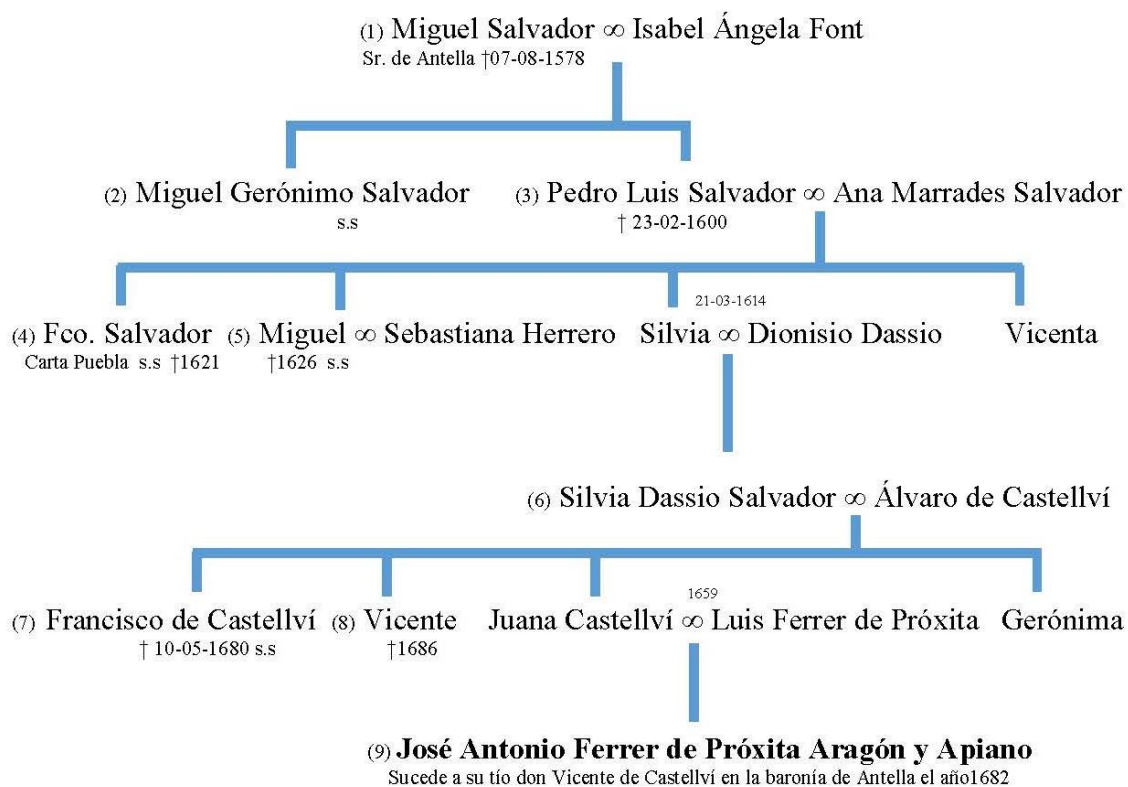 (1) Miguel Salvador ∞ Isabel Ángela Font
Sr. de Antella †07-08-1578
(2) Miguel Gerónimo Salvador (3) Pedro Luis Salvador ∞ Ana Marrades Salvador
s.s † 23-02-1600
21-03-1614
(4) Fco. Salvador (5) Miguel ∞ Sebastiana Herrero Silvia ∞ Dionisio Dassio Vicenta
Carta Puebla s.s †1621 †1626 s.s
(6) Silvia Dassio Salvador ∞ Álvaro de Castellví
1659
(7) Francisco de Castellví (8) Vicente Juana Castellví ∞ Luis Ferrer de Próxita Gerónima
† 10-05-1680 s.s †1686
(9) José Antonio Ferrer de Próxita Aragón y Apiano
Sucede a su tío don Vicente de Castellví en la baronía de Antella el año1682